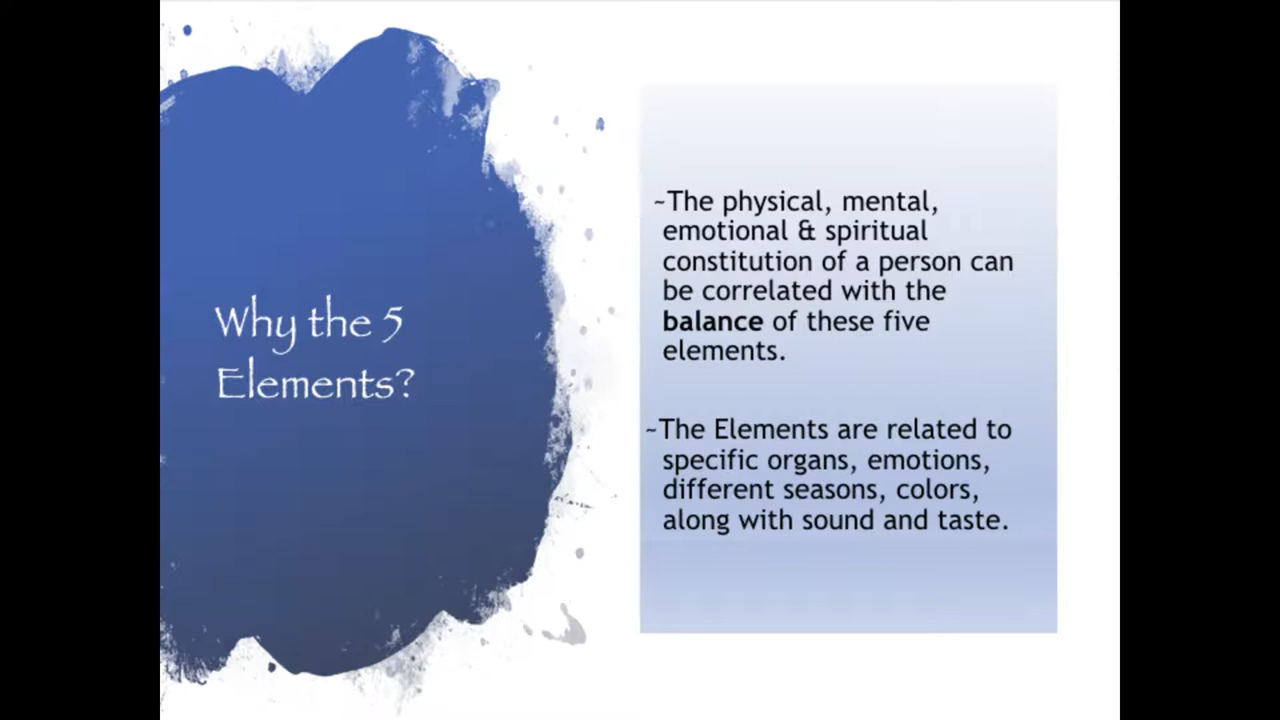 Why the 5
Elements?
~The physical, mental,
emotional & spiritual
constitution of a person can
be correlated with the
balance of these five
elements.
~The Elements are related to
specific organs, emotions,
different seasons, colors,
along with sound and taste.